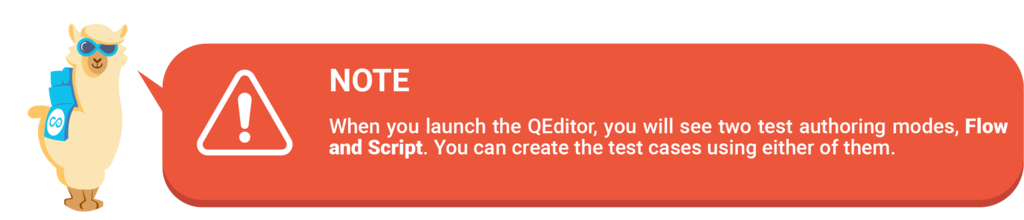 NOTE
When you launch the QEditor, you will see two test authoring modes, Flow
and Script. You can create the test cases using either of them.